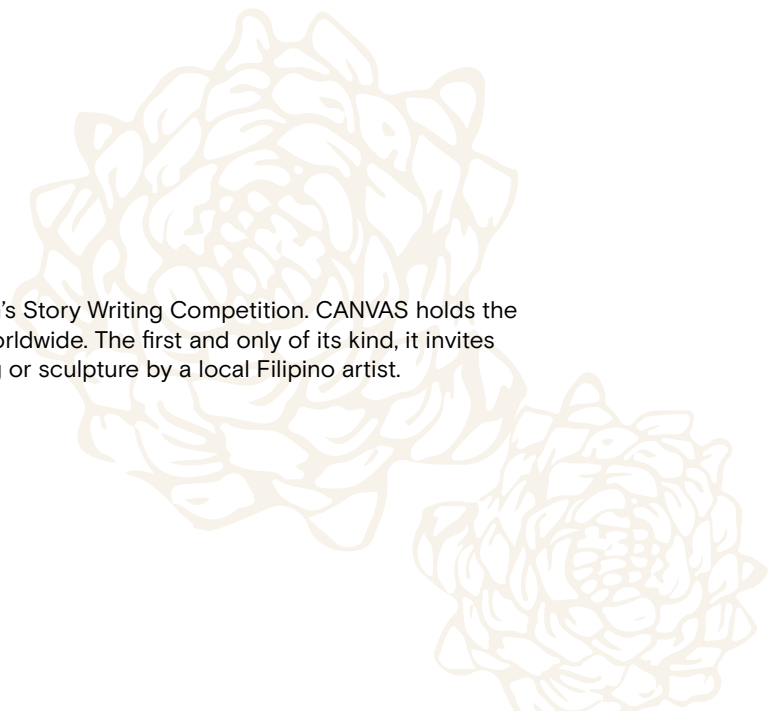 's Story Writing Competition. CANVAS holds the
orldwide. The first and only of its kind, it invites
or sculpture by a local Filipino artist.